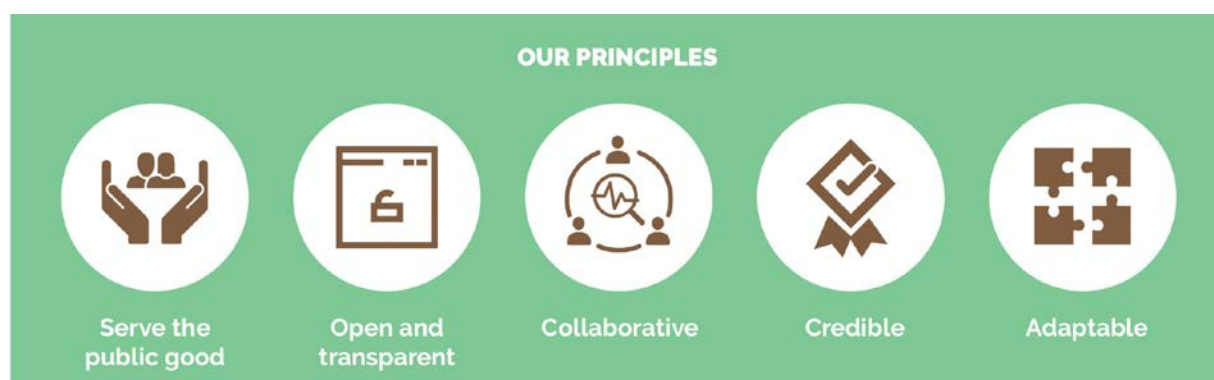 OUR PRINCIPLES
Serve the
public good
Open and
transparent
Collaborative
Credible
Adaptable